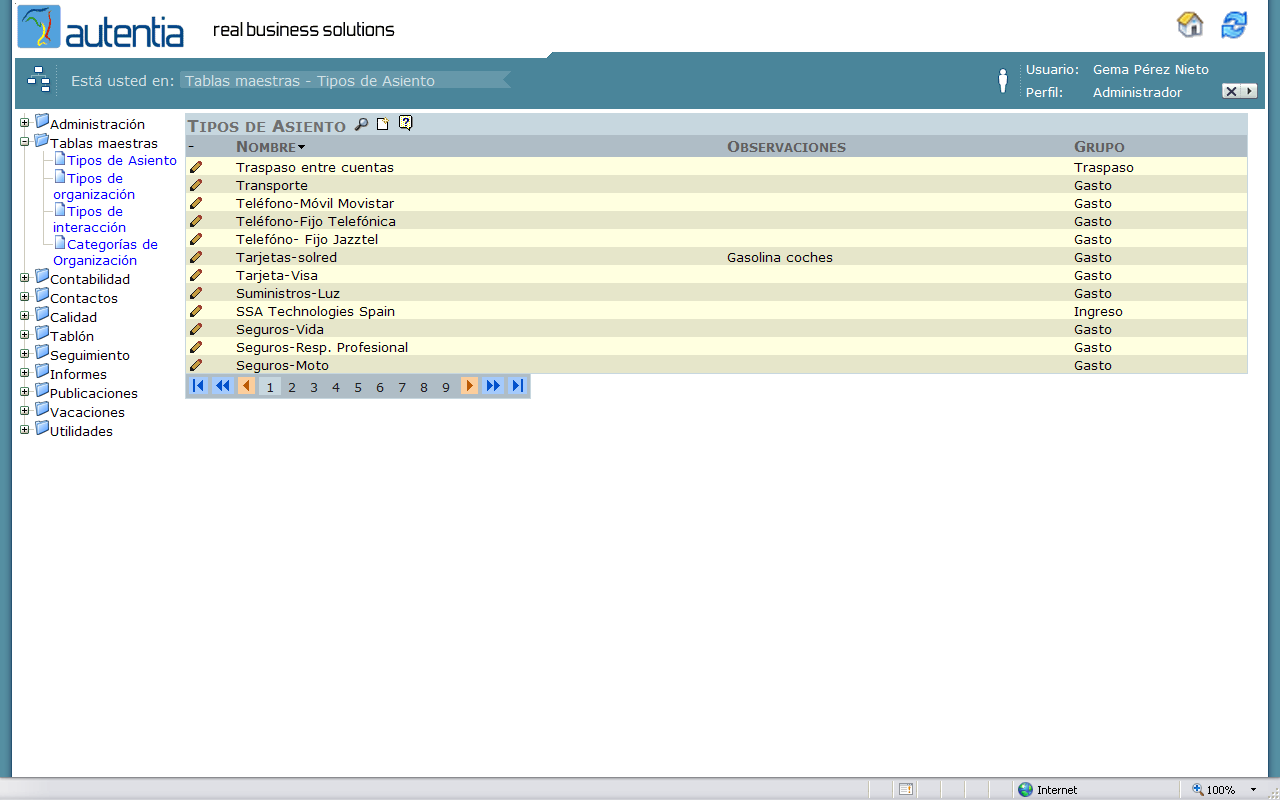 autentia real business solutions
Está usted en: Tablas maestras - Tipos de Asiento
Usuario: Gema Pérez Nieto
Perfil: Administrador
Administración
Tablas maestras
Tipos de Asiento
Tipos de
organización
Tipos de
interacción
Categorías de
Organización
Contabilidad
Contactos
Calidad
Tablón
Seguimiento
Informes
Publicaciones
Vacaciones
Utilidades
TIPOS DE ASIENTO
- NOMBRE OBSERVACIONES GRUPO
Traspaso entre cuentas Traspaso
Transporte Gasto
Teléfono-Móvil Movistar Gasto
Teléfono-Fijo Telefónica Gasto
Telefóno- Fijo Jazztel Gasto
Tarjetas-solred Gasolina coches Gasto
Tarjeta-Visa Gasto
Suministros-Luz Gasto
SSA Technologies Spain Ingreso
Seguros-Vida Gasto
Seguros-Resp. Profesional Gasto
Seguros-Moto Gasto
1 2 3 4 5 6 7 8 9
Internet 100%